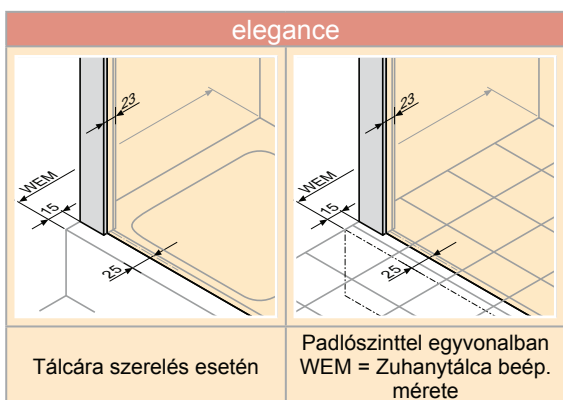 elegance
23
WEM
15
25
23
WEM
15
25
Tálcára szerelés esetén
Padlószinttel egyvonalban
WEM = Zuhanytálca beép.
mérete